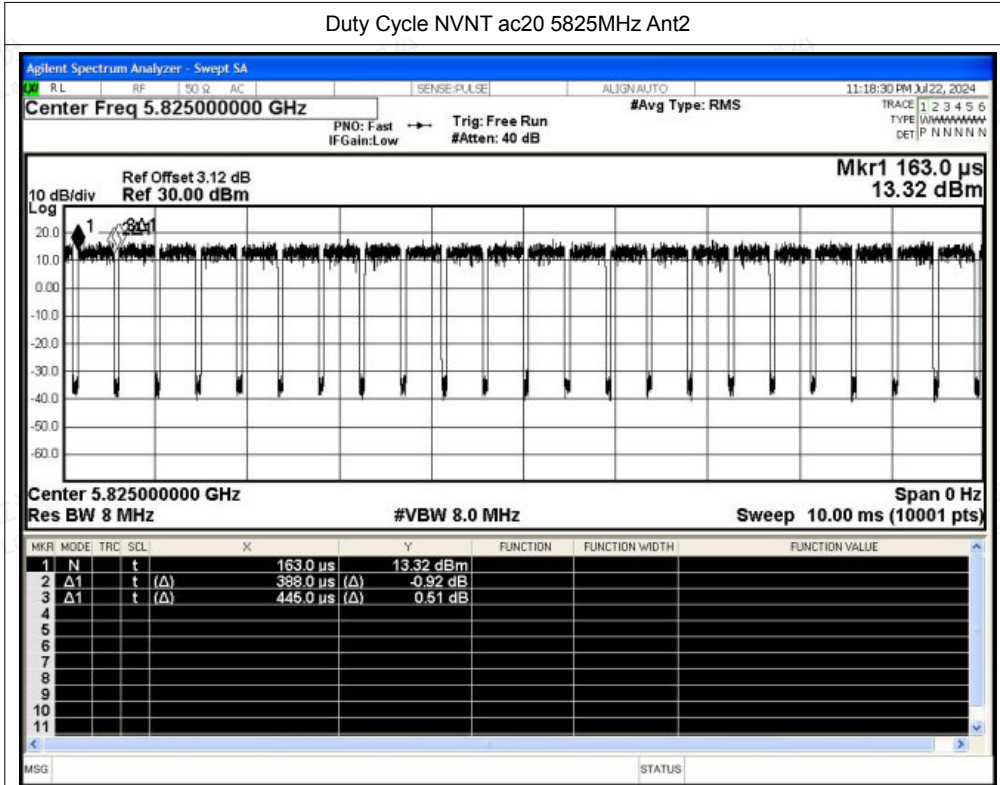 Duty Cycle NVNT ac20 5825MHz Ant2
Agilent Spectrum Analyzer - Swept SA
RL RF 50 Ω AC SENSE:PULSE ALIGN AUTO 11:18:30 PM Jul 22, 2024
Center Freq 5.825000000 GHz #Avg Type: RMS TRACE 1 2 3 4 5 6
PNO: Fast Trig: Free Run TYPE
IFGain:Low #Atten: 40 dB DET P N N N N N
Mkr1 163.0 µs
Ref Offset 3.12 dB
10 dB/div Ref 30.00 dBm 13.32 dBm
Log
1
20.0
10.0
0.00
-10.0
-20.0
-30.0
-40.0
-50.0
-60.0
Center 5.825000000 GHz Span 0 Hz
Res BW 8 MHz #VBW 8.0 MHz Sweep 10.00 ms (10001 pts)
MKR MODE TRC SCL X Y FUNCTION FUNCTION WIDTH FUNCTION VALUE
1 N t 163.0 µs 13.32 dBm
2 Δ1 t (Δ) 388.0 µs (Δ) -0.92 dB
3 Δ1 t (Δ) 445.0 µs (Δ) 0.51 dB
4
5
6
7
8
9
10
11
MSG STATUS